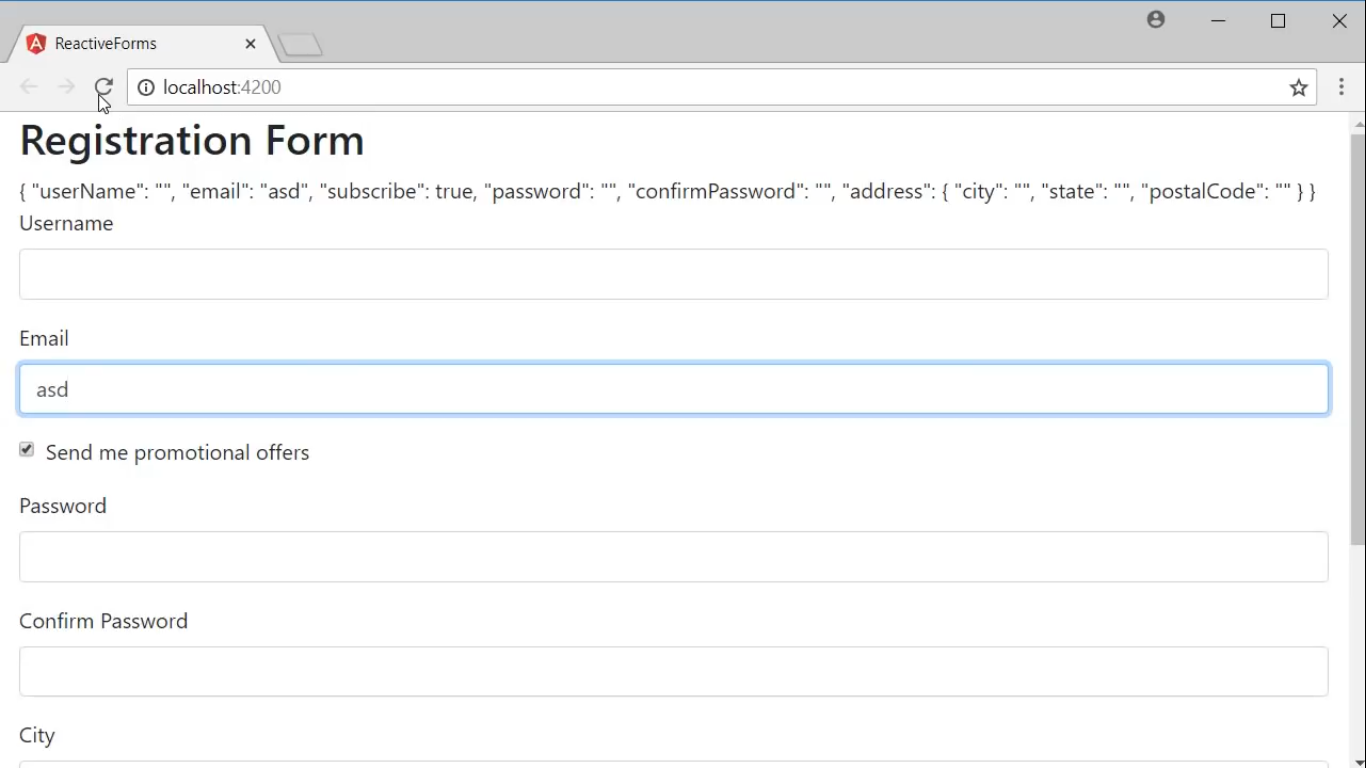 ReactiveForms
localhost:4200
Registration Form
{ "userName": "", "email": "asd", "subscribe": true, "password": "", "confirmPassword": "", "address": { "city": "", "state": "", "postalCode": "" } }
Username
Email
asd
Send me promotional offers
Password
Confirm Password
City